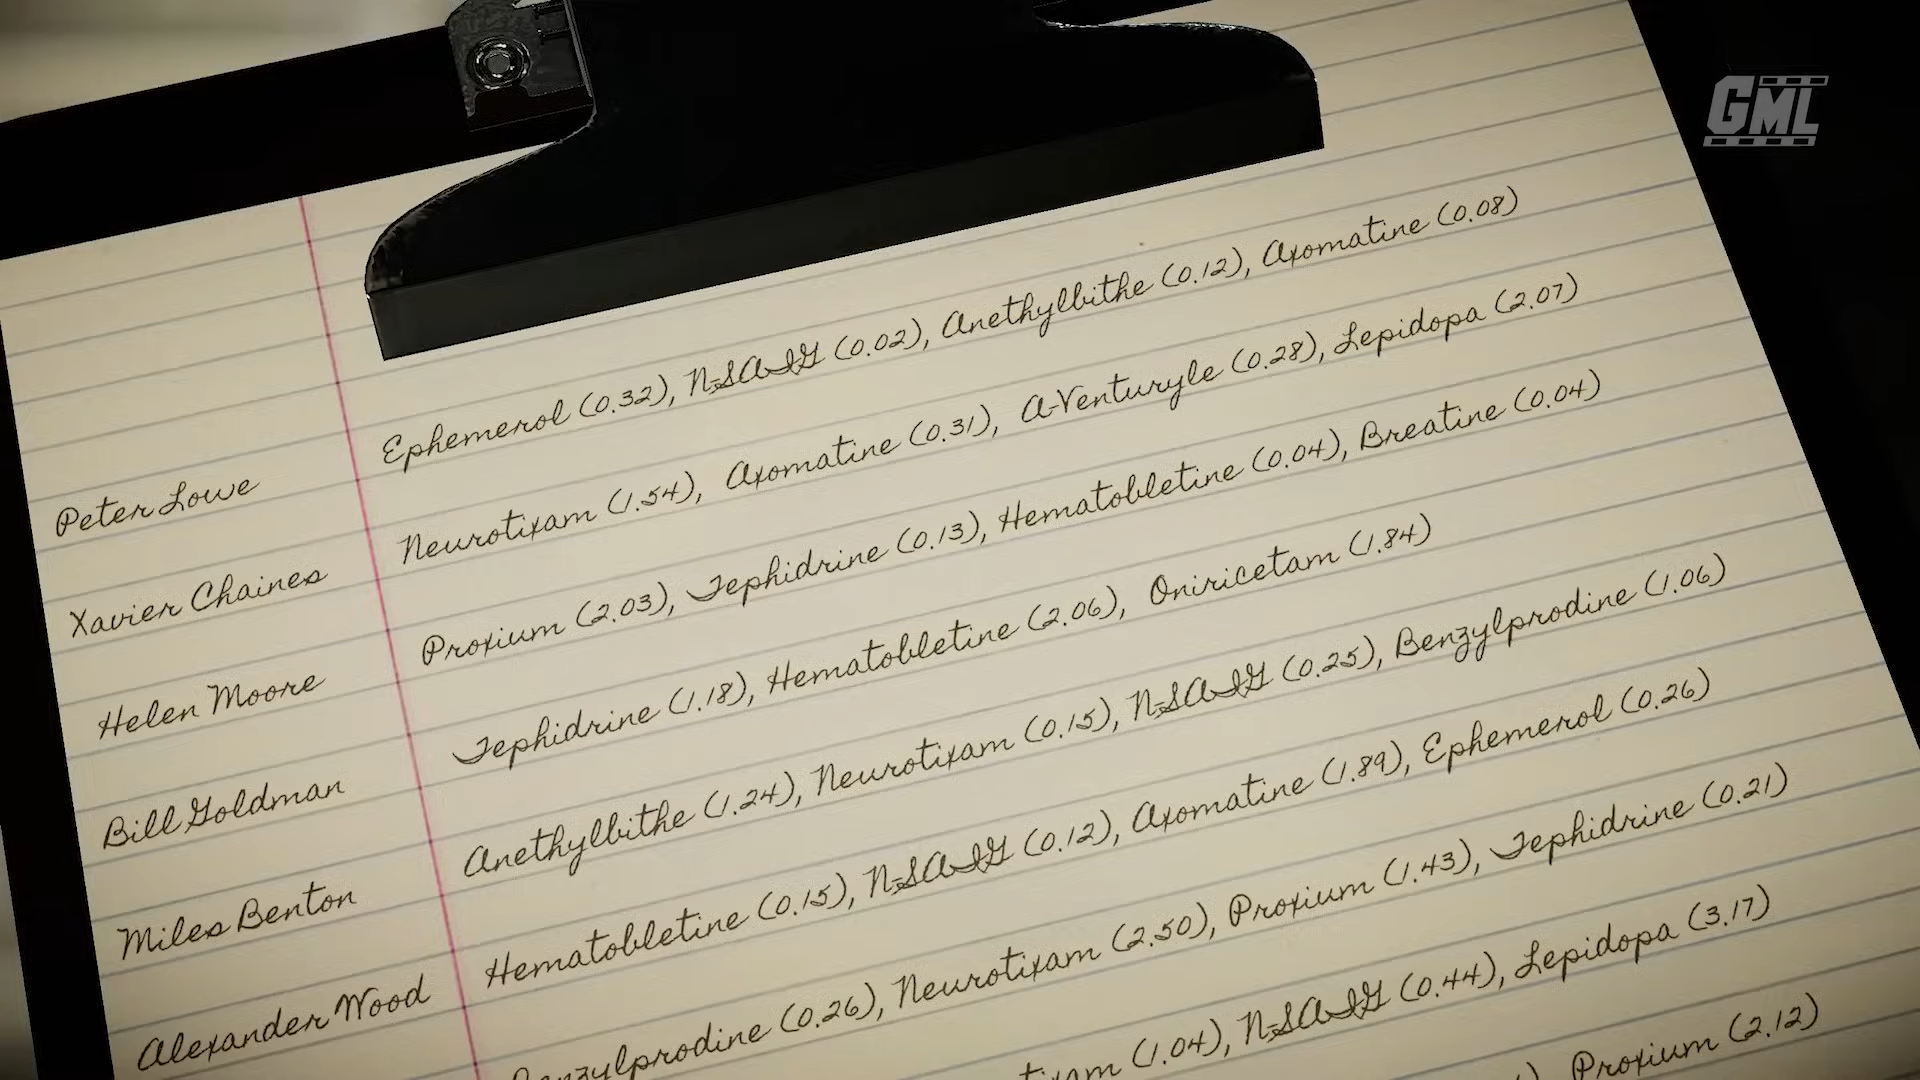 GML
Peter Lowe Ephemerol (0.32), N-SAIG (0.02), Anethylbithe (0.12), Axomatine (0.08)
Xavier Chaines Neurotixam (1.54), Axomatine (0.31), A-Venturyle (0.28), Lepidopa (2.07)
Helen Moore Proxium (2.03), Tephidrine (0.13), Hematobletine (0.04), Breatine (0.04)
Bill Goldman Tephidrine (1.18), Hematobletine (2.06), Oniricetam (1.84)
Miles Benton Anethylbithe (1.24), Neurotixam (0.15), N-SAIG (0.25), Benzylprodine (1.06)
Alexander Wood Hematobletine (0.15), N-SAIG (0.12), Axomatine (1.89), Ephemerol (0.26)
Benzylprodine (0.26), Neurotixam (2.50), Proxium (1.43), Tephidrine (0.21)
tixam (1.04), N-SAIG (0.44), Lepidopa (3.17)
Proxium (2.12)